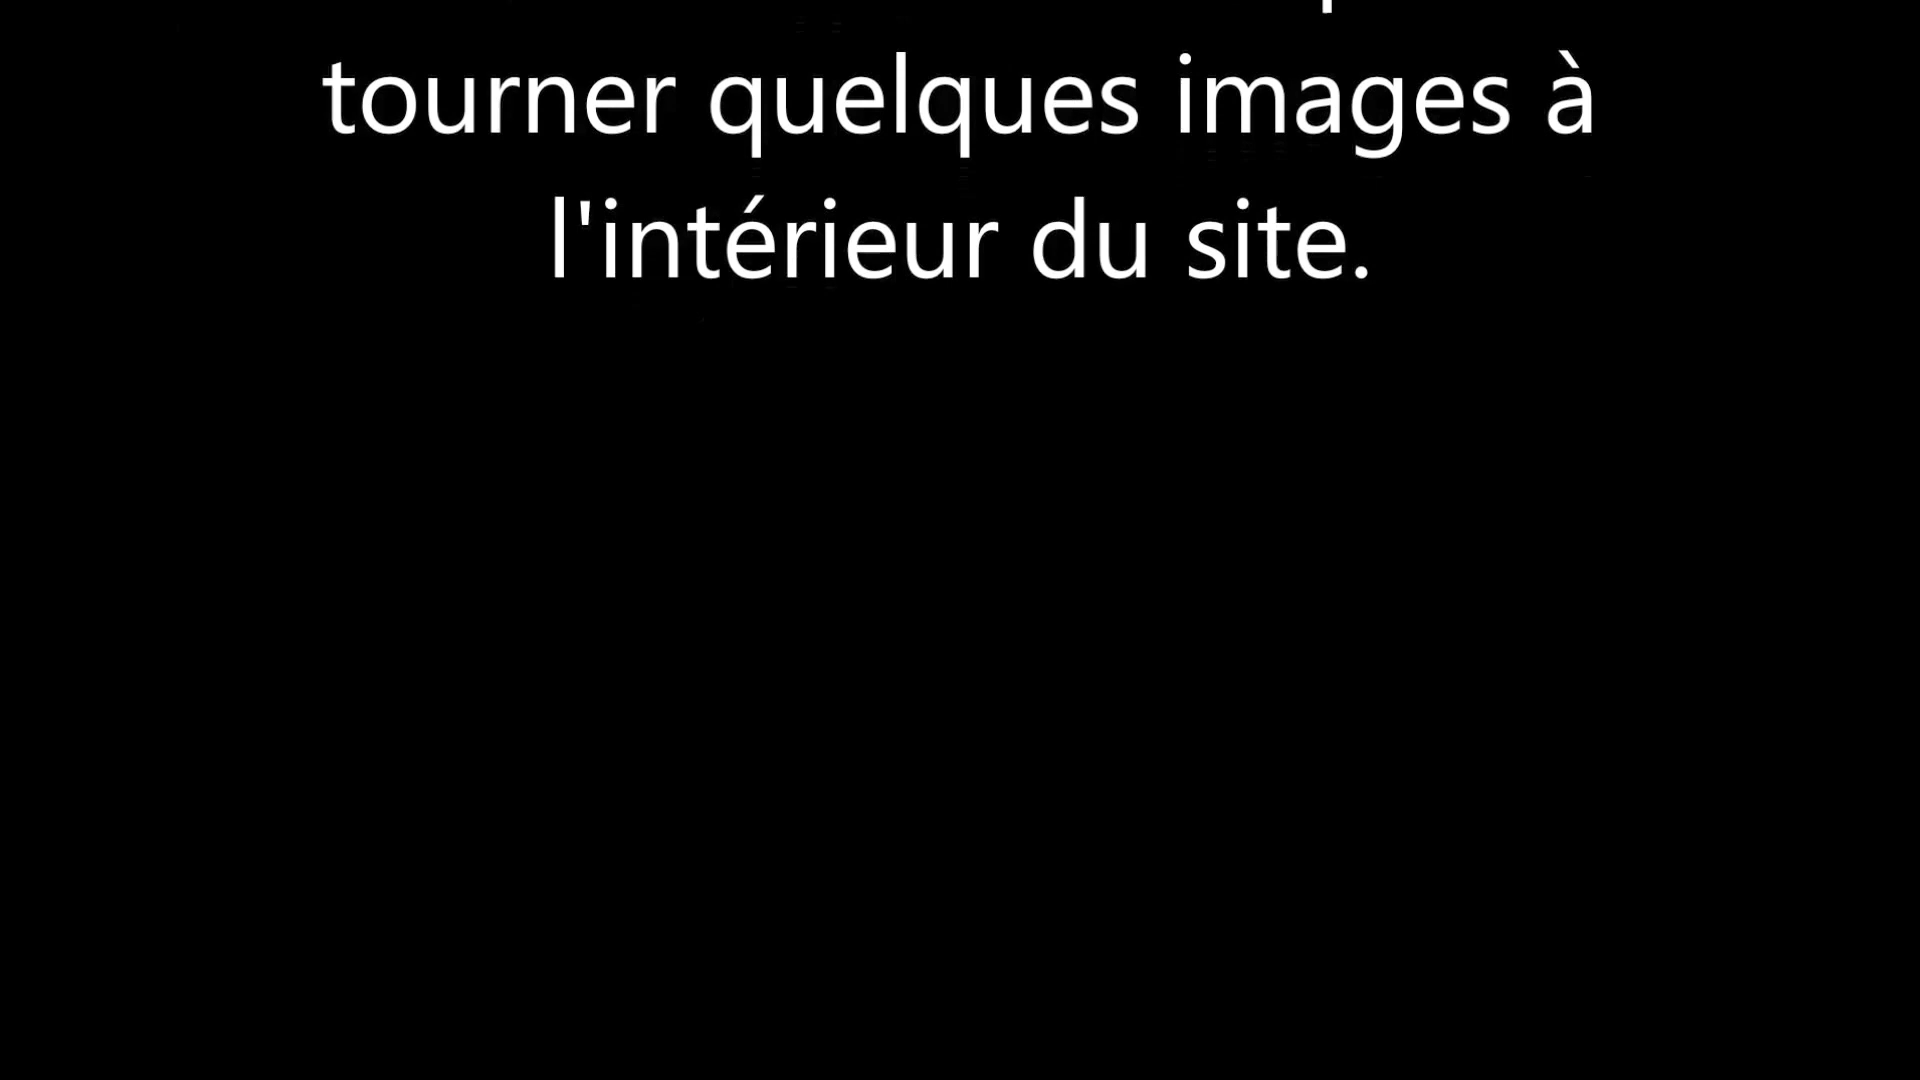 tourner quelques images à
l'intérieur du site.